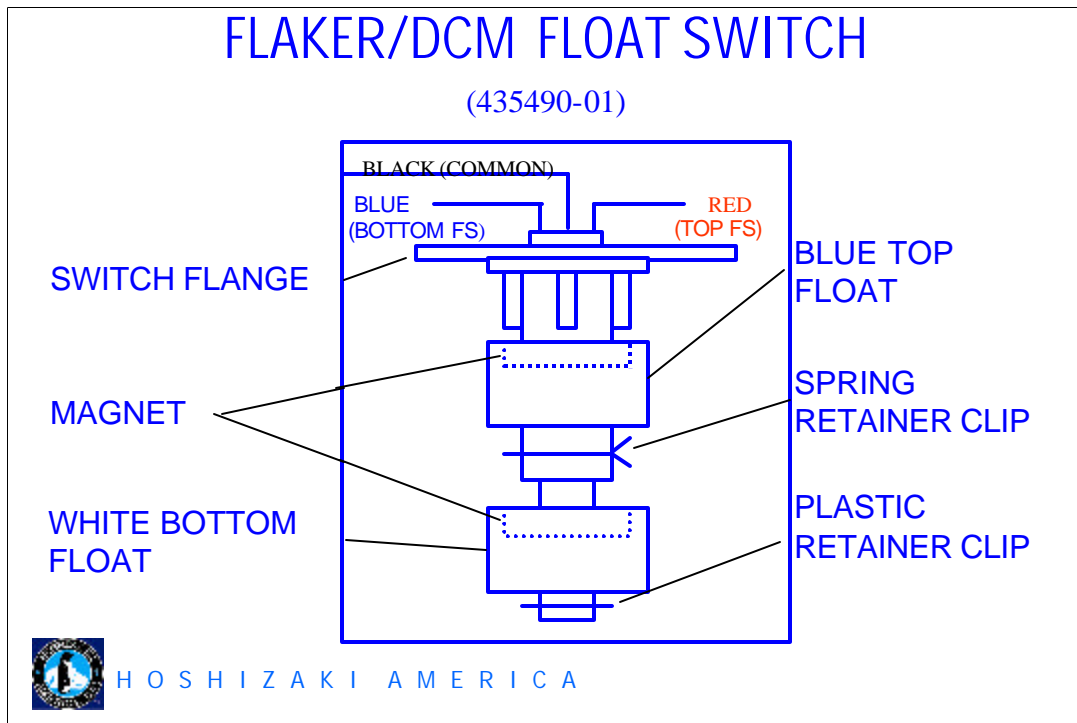 FLAKER/DCM FLOAT SWITCH
(435490-01)
BLACK (COMMON)
BLUE
(BOTTOM FS)
RED
(TOP FS)
SWITCH FLANGE
BLUE TOP
FLOAT
MAGNET
SPRING
RETAINER CLIP
WHITE BOTTOM
FLOAT
PLASTIC
RETAINER CLIP
HOSHIZAKI AMERICA